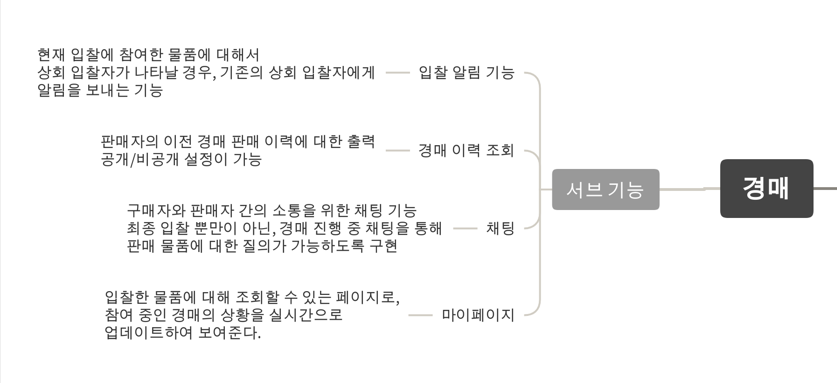 현재 입찰에 참여한 물품에 대해서
상회 입찰자가 나타날 경우, 기존의 상회 입찰자에게
알림을 보내는 기능
입찰 알림 기능
판매자의 이전 경매 판매 이력에 대한 출력
공개/비공개 설정이 가능
경매 이력 조회
구매자와 판매자 간의 소통을 위한 채팅 기능
최종 입찰 뿐만이 아닌, 경매 진행 중 채팅을 통해
판매 물품에 대한 질의가 가능하도록 구현
채팅
입찰한 물품에 대해 조회할 수 있는 페이지로,
참여 중인 경매의 상황을 실시간으로
업데이트하여 보여준다.
마이페이지
서브 기능
경매